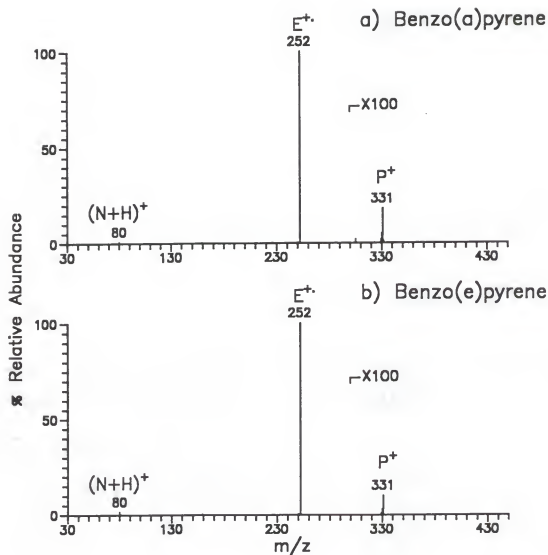 a) Benzo(a)pyrene
E+.
252
100
X100
50
P+
331
(N+H)+
80
0
30 130 230 330 430
% Relative Abundance
b) Benzo(e)pyrene
E+.
252
100
X100
50
P+
331
(N+H)+
80
0
30 130 230 330 430
m/z